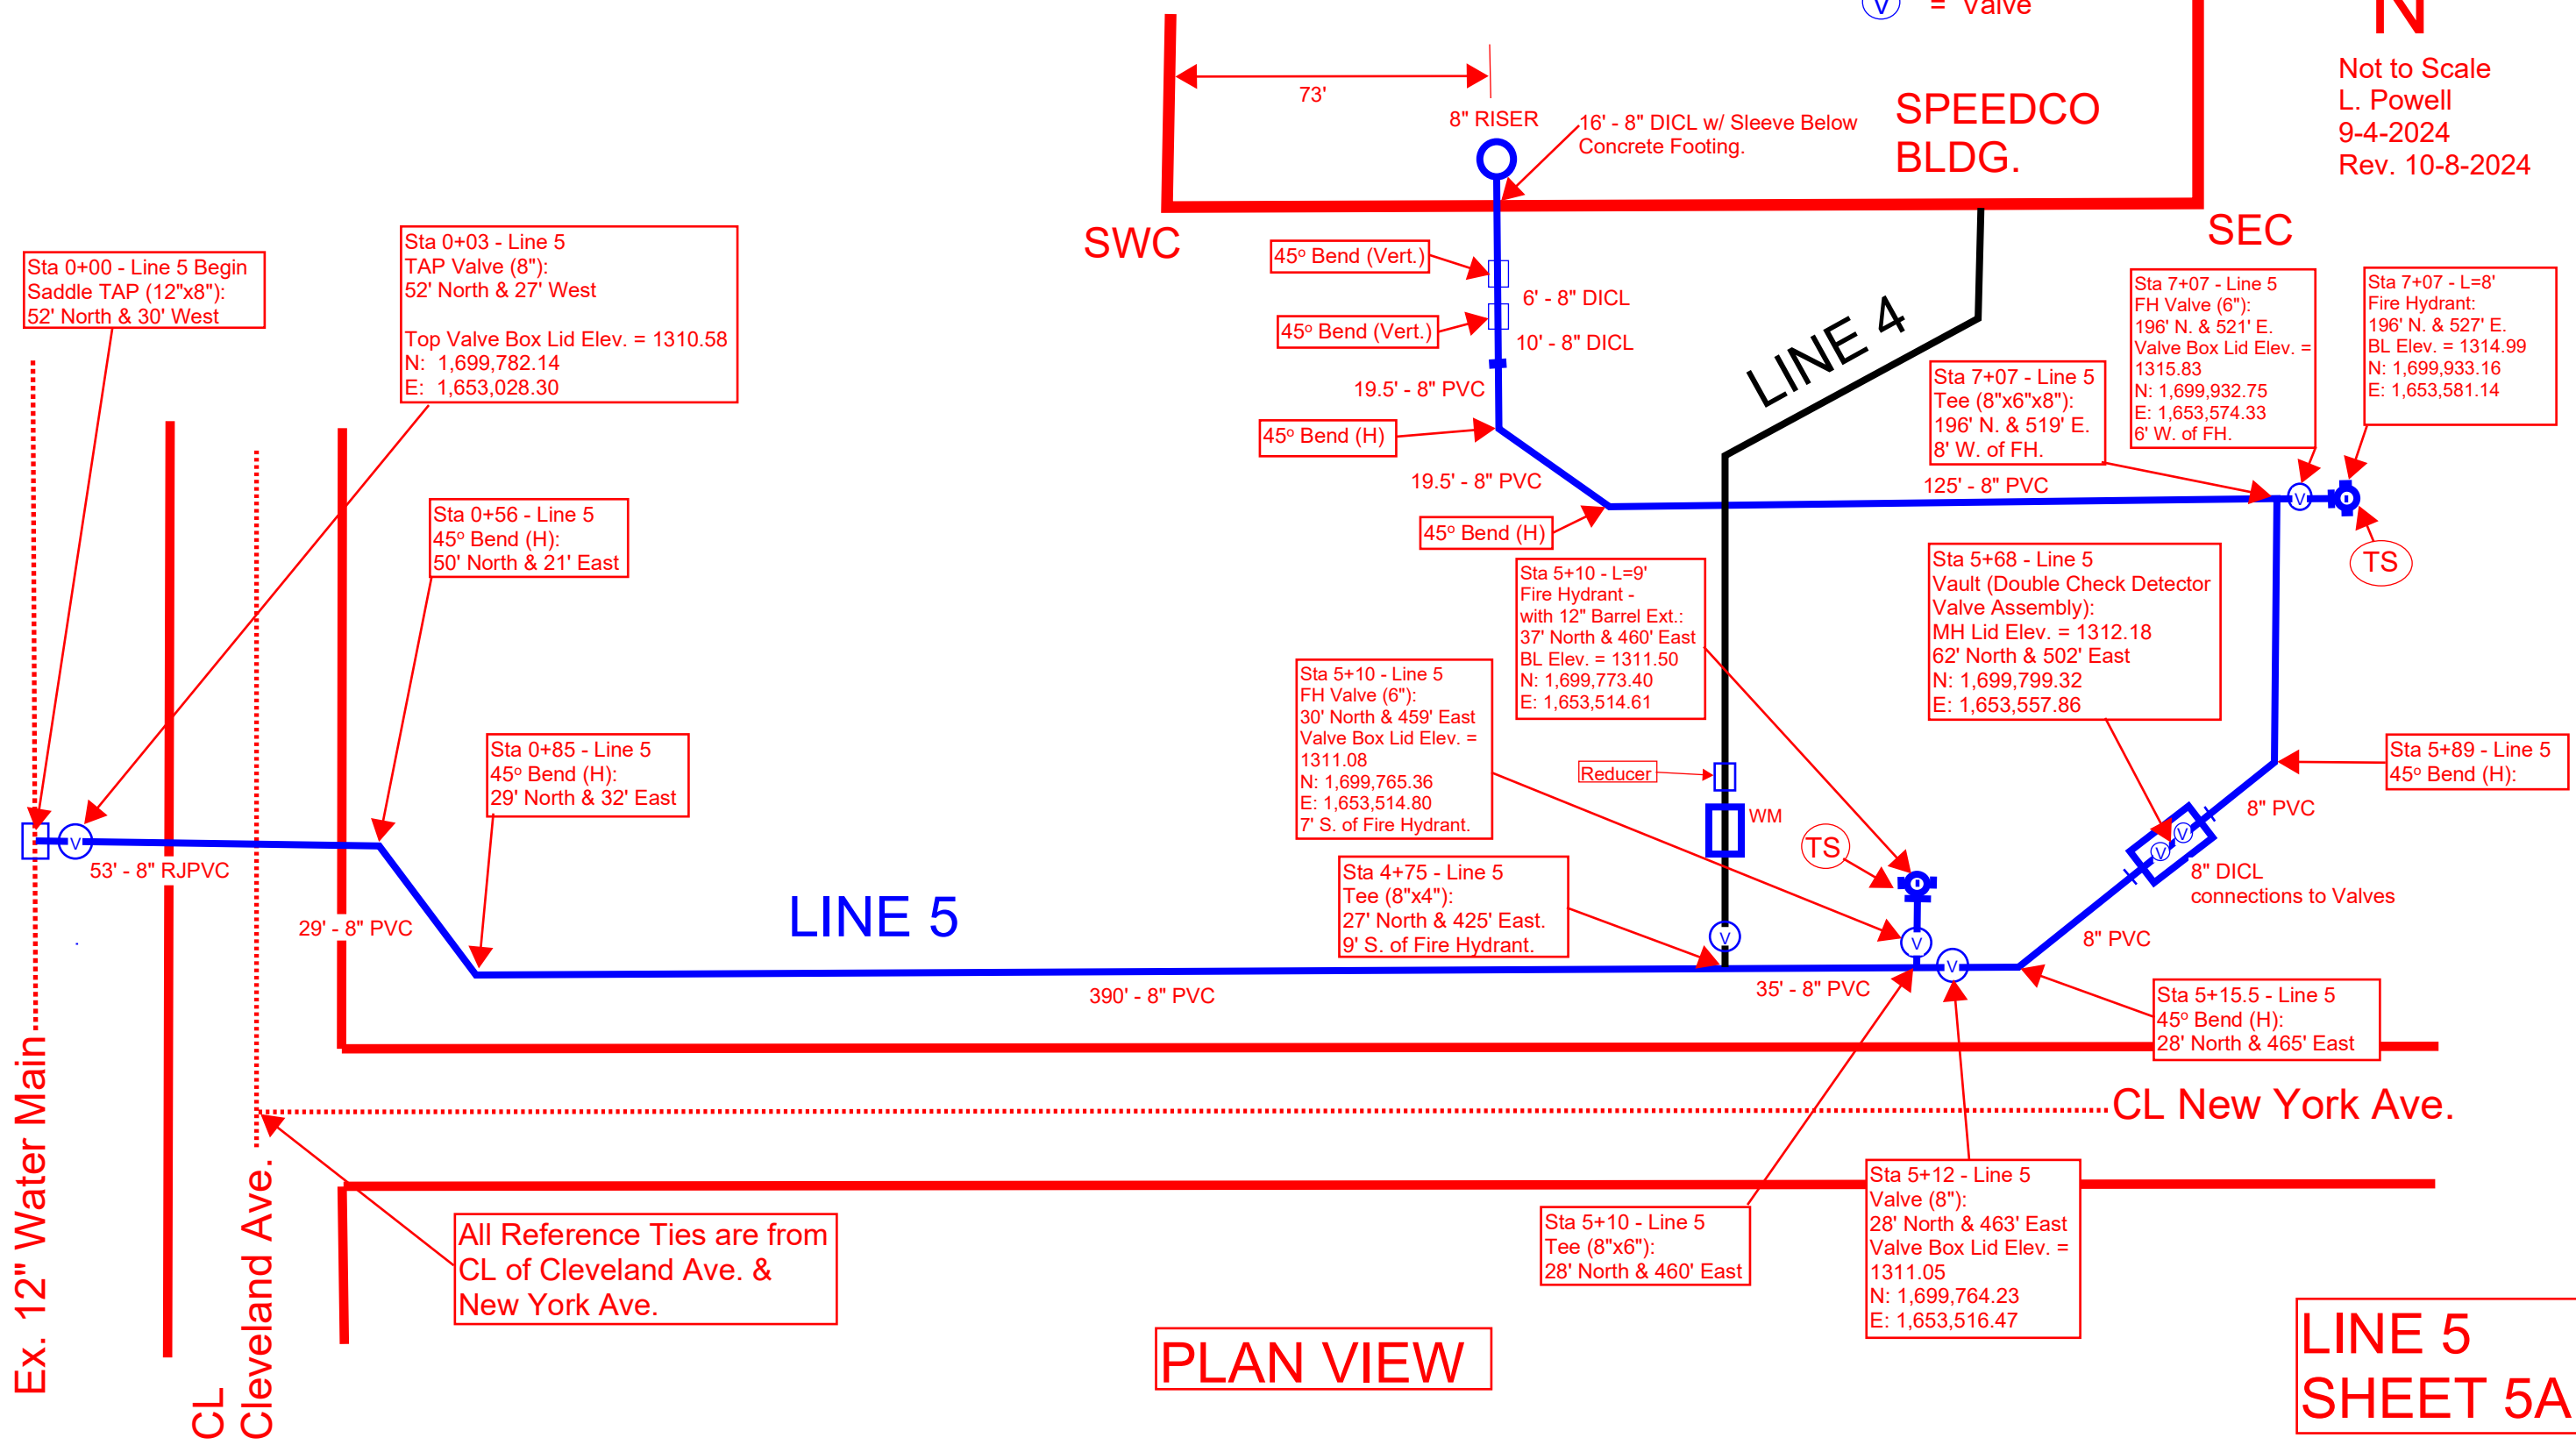 V = Valve
N
Not to Scale
L. Powell
9-4-2024
Rev. 10-8-2024
73'
8" RISER
16' - 8" DICL w/ Sleeve Below
Concrete Footing.
SPEEDCO
BLDG.
SWC
SEC
Sta 0+00 - Line 5 Begin
Saddle TAP (12"x8"):
52' North & 30' West
Sta 0+03 - Line 5
TAP Valve (8"):
52' North & 27' West
Top Valve Box Lid Elev. = 1310.58
N: 1,699,782.14
E: 1,653,028.30
45º Bend (Vert.)
6' - 8" DICL
45º Bend (Vert.)
10' - 8" DICL
19.5' - 8" PVC
45º Bend (H)
19.5' - 8" PVC
45º Bend (H)
LINE 4
Sta 7+07 - Line 5
Tee (8"x6"x8"):
196' N. & 519' E.
8' W. of FH.
Sta 7+07 - Line 5
FH Valve (6"):
196' N. & 521' E.
Valve Box Lid Elev. =
1315.83
N: 1,699,932.75
E: 1,653,574.33
6' W. of FH.
Sta 7+07 - L=8'
Fire Hydrant:
196' N. & 527' E.
BL Elev. = 1314.99
N: 1,699,933.16
E: 1,653,581.14
125' - 8" PVC
V
TS
Sta 0+56 - Line 5
45º Bend (H):
50' North & 21' East
Sta 0+85 - Line 5
45º Bend (H):
29' North & 32' East
Sta 5+10 - L=9'
Fire Hydrant -
with 12" Barrel Ext.:
37' North & 460' East
BL Elev. = 1311.50
N: 1,699,773.40
E: 1,653,514.61
Sta 5+68 - Line 5
Vault (Double Check Detector
Valve Assembly):
MH Lid Elev. = 1312.18
62' North & 502' East
N: 1,699,799.32
E: 1,653,557.86
Sta 5+10 - Line 5
FH Valve (6"):
30' North & 459' East
Valve Box Lid Elev. =
1311.08
N: 1,699,765.36
E: 1,653,514.80
7' S. of Fire Hydrant.
Reducer
WM
TS
Sta 5+89 - Line 5
45º Bend (H):
8" PVC
V
V
8" DICL
connections to Valves
8" PVC
Sta 4+75 - Line 5
Tee (8"x4"):
27' North & 425' East.
9' S. of Fire Hydrant.
V
V
V
V
53' - 8" RJPVC
29' - 8" PVC
LINE 5
390' - 8" PVC
35' - 8" PVC
Sta 5+15.5 - Line 5
45º Bend (H):
28' North & 465' East
CL New York Ave.
Ex. 12" Water Main
CL
Cleveland Ave.
All Reference Ties are from
CL of Cleveland Ave. &
New York Ave.
Sta 5+10 - Line 5
Tee (8"x6"):
28' North & 460' East
Sta 5+12 - Line 5
Valve (8"):
28' North & 463' East
Valve Box Lid Elev. =
1311.05
N: 1,699,764.23
E: 1,653,516.47
PLAN VIEW
LINE 5
SHEET 5A